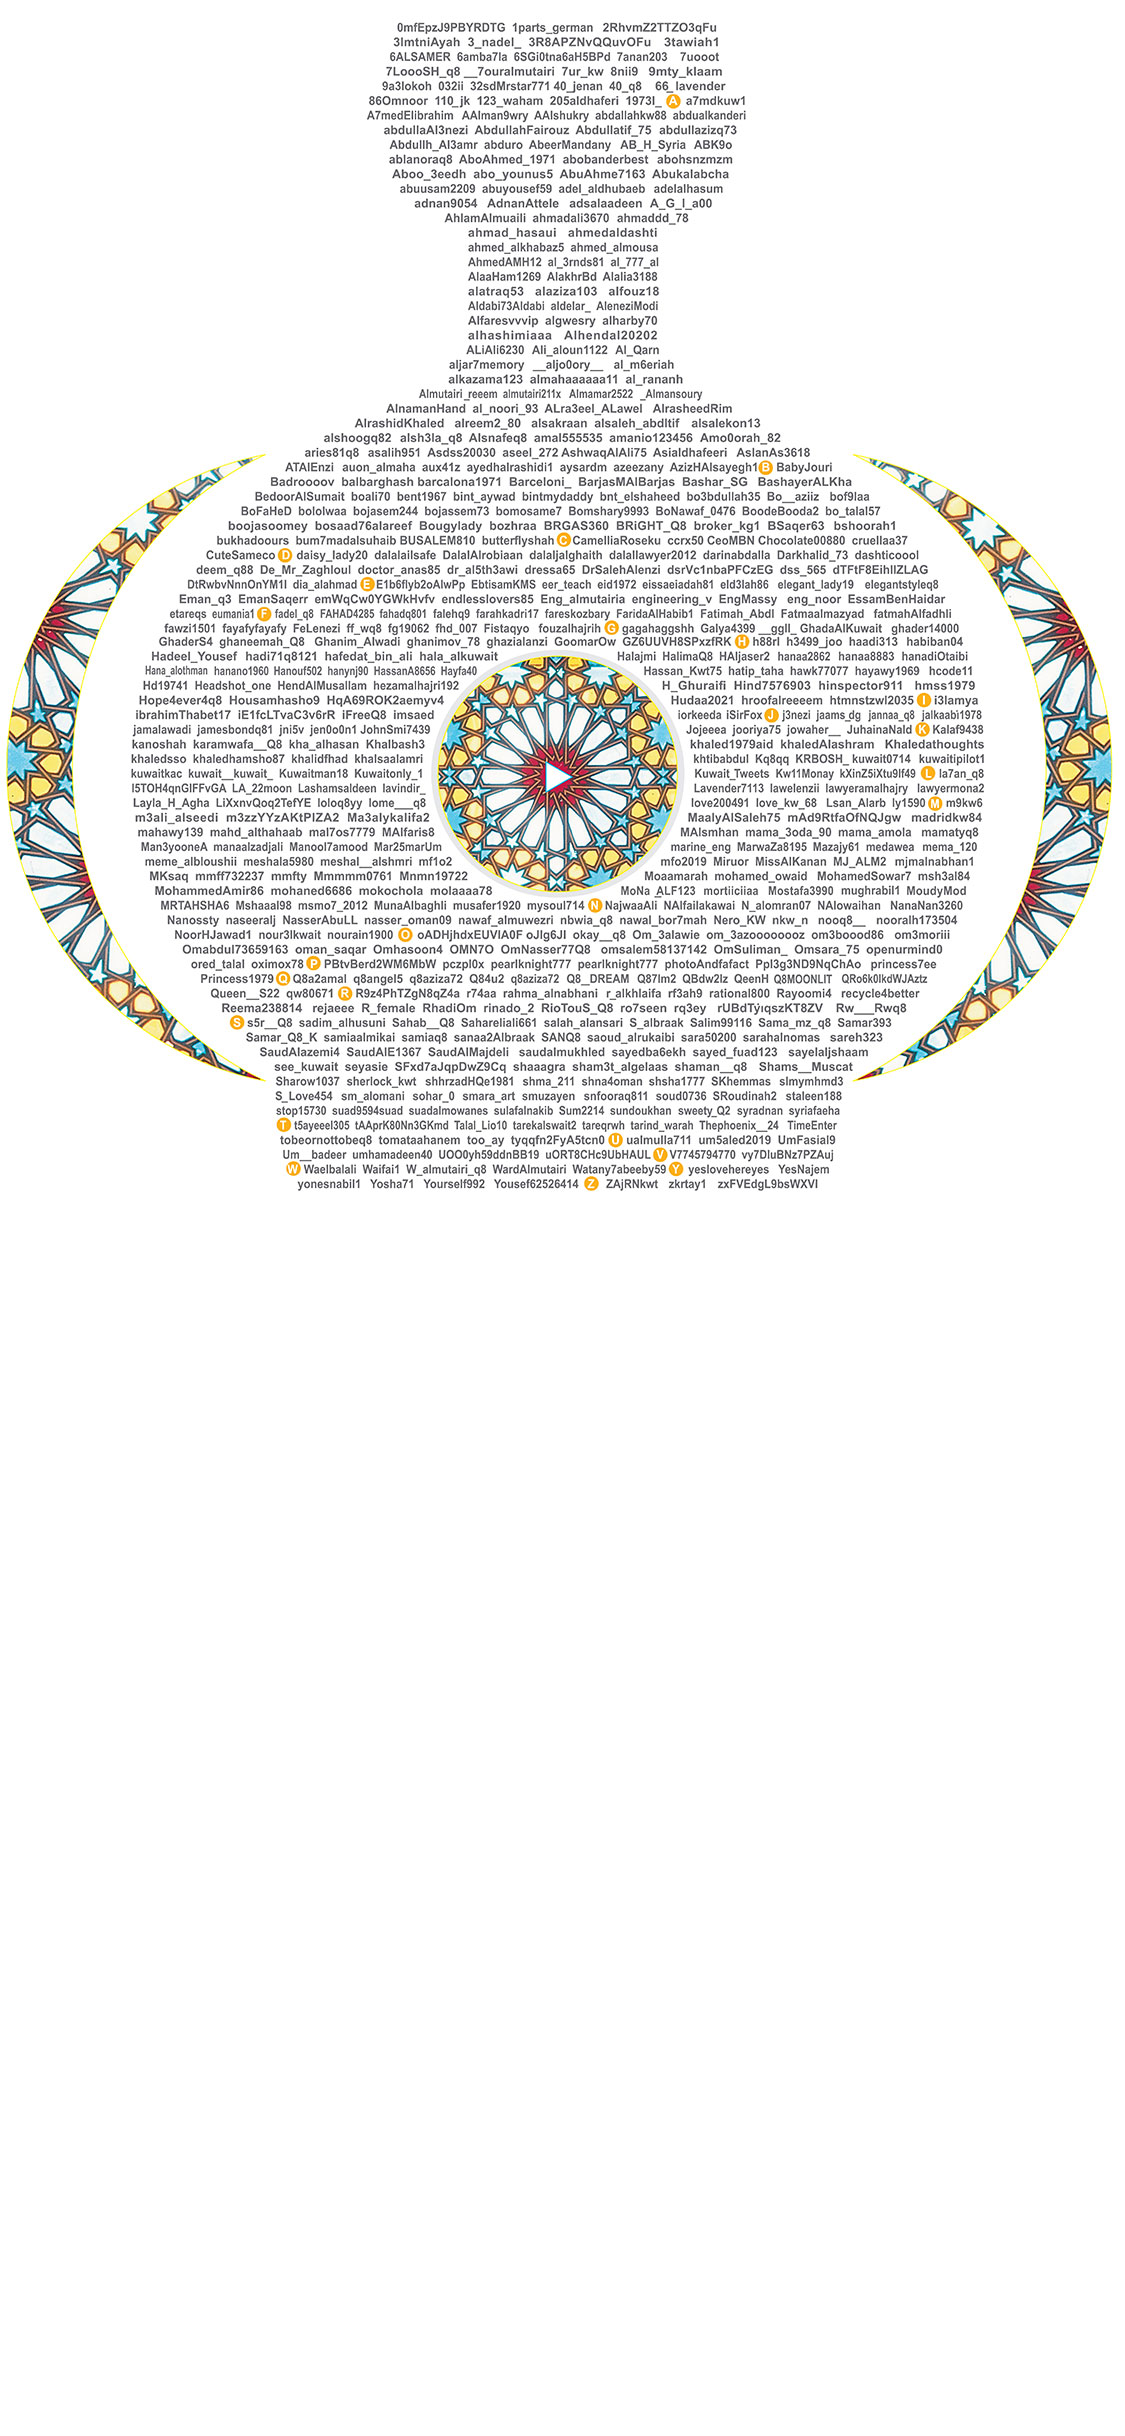 0mfEpzJ9PBYRDTG 1parts_german 2RhvmZ2TTZO3qFu
3ImtniAyah 3_nadel_ 3R8APZNvQQuvOFu 3tawiah1
6ALSAMER 6amba7la 6SGi0tna6aH5BPd 7anan203 7uooot
7LoooSH_q8 __7ouralmutairi 7ur_kw 8nii9 9mty_klaam
9a3lokoh 032ii 32sdMrstar771 40_jenan 40_q8 66_lavender
86Omnoor 110_jk 123_waham 205aldhaferi 1973l_ A a7mdkuw1
A7medElibrahim AAlman9wry AAlshukry abdallahkw88 abdualkanderi
abdullaAl3nezi AbdullahFairouz Abdullatif_75 abdullazizq73
Abdullh_Al3amr abduro AbeerMandany AB_H_Syria ABK9o
ablanoraq8 AboAhmed_1971 abobanderbest abohsnzmzm
Aboo_3eedh abo_younus5 AbuAhme7163 Abukalabcha
abuusam2209 abuyousef59 adel_aldhubaeb adelalhasum
adnan9054 AdnanAttele adsalaadeen A_G_l_a00
AhlamAlmuaili ahmadali3670 ahmaddd_78
ahmad_hasaui ahmedaldashti
ahmed_alkhabaz5 ahmed_almousa
AhmedAMH12 al_3rnds81 al_777_al
AlaaHam1269 AlakhrBd Alalia3188
alatraq53 alaziza103 alfouz18
Aldabi73Aldabi aldelar_ AleneziModi
Alfaresvvvip algwesry alharby70
alhashimiaaa Alhendal20202
ALiAli6230 Ali_aloun1122 Al_Qarn
aljar7memory __aljo0ory__ al_m6eriah
alkazama123 almahaaaaaa11 al_rananh
Almutairi_reeem almutairi211x Almamar2522 _Almansoury
AlnamanHand al_noori_93 ALra3eel_ALawel AlrasheedRim
AlrashidKhaled alreem2_80 alsakraan alsaleh_abdltif alsalekon13
alshoogq82 alsh3la_q8 Alsnafeq8 amal555535 amanio123456 Amo0orah_82
aries81q8 asalih951 Asdss20030 aseel_272 AshwaqAlAli75 Asialdhafeeri AslanAs3618
ATAlEnzi auon_almaha aux41z ayedhalrashidi1 aysardm azeezany AzizHAlsayegh1 B BabyJouri
Badroooov balbarghash barcalona1971 Barceloni_ BarjasMAlBarjas Bashar_SG BashayerALKha
BedoorAlSumait boali70 bent1967 bint_aywad bintmydaddy bnt_elshaheed bo3bdullah35 Bo__aziiz bof9laa
BoFaHeD bololwaa bojasem244 bojassem73 bomosame7 Bomshary9993 BoNawaf_0476 BoodeBooda2 bo_talal57
boojasoomey bosaad76alareef Bougylady bozhraa BRGAS360 BRiGHT_Q8 broker_kg1 BSaqer63 bshoorah1
bukhadoours bum7madalsuhaib BUSALEM810 butterflyshah C CamelliaRoseku ccrx50 CeoMBN Chocolate00880 cruellaa37
CuteSameco D daisy_lady20 dalalailsafe DalalAlrobiaan dalaljalghaith dalallawyer2012 darinabdalla Darkhalid_73 dashticoool
deem_q88 De_Mr_Zaghloul doctor_anas85 dr_al5th3awi dressa65 DrSalehAlenzi dsrVc1nbaPFCzEG dss_565 dTFtF8EihllZLAG
DtRwbvNnnOnYM1I dia_alahmad E E1b6flyb2oAlwPp EbtisamKMS eer_teach eid1972 eissaeiadah81 eld3lah86 elegant_lady19 elegantstyleq8
Eman_q3 EmanSaqerr emWqCw0YGWkHvfv endlesslovers85 Eng_almutairia engineering_v EngMassy eng_noor EssamBenHaidar
etareqs eumania1 F fadel_q8 FAHAD4285 fahadq801 falehq9 farahkadri17 fareskozbary FaridaAlHabib1 Fatimah_Abdl Fatmaalmazyad fatmahAlfadhli
fawzi1501 fayafyfayafy FeLenezi ff_wq8 fg19062 fhd_007 Fistaqyo fouzalhajrih G gagahaggshh Galya4399 __ggll_ GhadaAlKuwait ghader14000
GhaderS4 ghaneemah_Q8 Ghanim_Alwadi ghanimov_78 ghazialanzi GoomarOw GZ6UUVH8SPxzfRK H h88rl h3499_joo haadi313 habiban04
Hadeel_Yousef hadi71q8121 hafedat_bin_ali hala_alkuwait Halajmi HalimaQ8 HAljaser2 hanaa2862 hanaa8883 hanadiOtaibi
Hana_alothman hanano1960 Hanouf502 hanynj90 HassanA8656 Hayfa40 Hassan_Kwt75 hatip_taha hawk77077 hayawy1969 hcode11
Hd19741 Headshot_one HendAlMusallam hezamalhajri192 H_Ghuraifi Hind7576903 hinspector911 hmss1979
Hope4ever4q8 Housamhasho9 HqA69ROK2aemyv4 Hudaa2021 hroofalreeeem htmnstzwl2035 I i3lamya
ibrahimThabet17 iE1fcLTvaC3v6rR iFreeQ8 imsaed iorkeeda iSirFox J j3nezi jaams_dg jannaa_q8 jalkaabi1978
jamalawadi jamesbondq81 jni5v jen0o0n1 JohnSmi7439 Jojeeea jooriya75 jowaher__ JuhainaNald K Kalaf9438
kanoshah karamwafa__Q8 kha_alhasan Khalbash3 khaled1979aid khaledAlashram Khaledathoughts
khaledsso khaledhamsho87 khalidfhad khalsaalamri khtibabdul Kq8qq KRBOSH_ kuwait0714 kuwaitipilot1
kuwaitkac kuwait__kuwait_ Kuwaitman18 Kuwaitonly_1 Kuwait_Tweets Kw11Monay kXinZ5iXtu9lf49 L la7an_q8
l5TOH4qnGlFFvGA LA_22moon Lashamsaldeen lavindir_ Lavender7113 lawelenzii lawyeramalhajry lawyermona2
Layla_H_Agha LiXxnvQoq2TefYE loloq8yy lome___q8 love200491 love_kw_68 Lsan_Alarb ly1590 M m9kw6
m3ali_alseedi m3zzYYzAKtPlZA2 Ma3alykalifa2 MaalyAlSaleh75 mAd9RtfaOfNQJgw madridkw84
mahawy139 mahd_althahaab mal7os7779 MAlfaris8 MAlsmhan mama_3oda_90 mama_amola mamatyq8
Man3yooneA manaalzadjali Manool7amood Mar25marUm marine_eng MarwaZa8195 Mazajy61 medawea mema_120
meme_albloushii meshala5980 meshal__alshmri mf1o2 mfo2019 Miruor MissAlKanan MJ_ALM2 mjmalnabhan1
MKsaq mmff732237 mmfty Mmmmm0761 Mnmn19722 Moaamarah mohamed_owaid MohamedSowar7 msh3al84
MohammedAmir86 mohaned6686 mokochola molaaaa78 MoNa_ALF123 mortiiciiaa Mostafa3990 mughrabil1 MoudyMod
MRTAHSHA6 Mshaaal98 msmo7_2012 MunaAlbaghli musafer1920 mysoul714 N NajwaaAli NAlfailakawai N_alomran07 NAlowaihan NanaNan3260
Nanossty naseeralj NasserAbuLL nasser_oman09 nawaf_almuwezri nbwia_q8 nawal_bor7mah Nero_KW nkw_n nooq8__ nooralh173504
NoorHJawad1 nour3lkwait nourain1900 O oADHjhdxEUVlA0F oJlg6JI okay__q8 Om_3alawie om_3azoooooooz om3boood86 om3moriii
Omabdul73659163 oman_saqar Omhasoon4 OMN7O OmNasser77Q8 omsalem58137142 OmSuliman_ Omsara_75 openurmind0
ored_talal oximox78 P PBtvBerd2WM6MbW pczpl0x pearlknight777 pearlknight777 photoAndfafact Ppl3g3ND9NqChAo princess7ee
Princess1979 Q Q8a2amal q8angel5 q8aziza72 Q84u2 q8aziza72 Q8_DREAM Q87lm2 QBdw2lz QeenH Q8MOONLIT QRo6k0lkdWJAztz
Queen__S22 qw80671 R R9z4PhTZgN8qZ4a r74aa rahma_alnabhani r_alkhlaifa rf3ah9 rational800 Rayoomi4 recycle4better
Reema238814 rejaeee R_female RhadiOm rinado_2 RioTouS_Q8 ro7seen rq3ey rUBdTýıqszKT8ZV Rw___Rwq8
S s5r__Q8 sadim_alhusuni Sahab__Q8 Sahareliali661 salah_alansari S_albraak Salim99116 Sama_mz_q8 Samar393
Samar_Q8_K samiaalmikai samiaq8 sanaa2Albraak SANQ8 saoud_alrukaibi sara50200 sarahalnomas sareh323
SaudAlazemi4 SaudAlE1367 SaudAlMajdeli saudalmukhled sayedba6ekh sayed_fuad123 sayelaljshaam
see_kuwait seyasie SFxd7aJqpDwZ9Cq shaaagra sham3t_algelaas shaman__q8 Shams__Muscat
Sharow1037 sherlock_kwt shhrzadHQe1981 shma_211 shna4oman shsha1777 SKhemmas slmymhmd3
S_Love454 sm_alomani sohar_0 smara_art smuzayen snfooraq811 soud0736 SRoudinah2 staleen188
stop15730 suad9594suad suadalmowanes sulafalnakib Sum2214 sundoukhan sweety_Q2 syradnan syriafaeha
T t5ayeeel305 tAAprK80Nn3GKmd Talal_Lio10 tarekalswait2 tareqrwh tarind_warah Thephoenix__24 TimeEnter
tobeornottobeq8 tomataahanem too_ay tyqqfn2FyA5tcn0 U ualmulla711 um5aled2019 UmFasial9
Um__badeer umhamadeen40 UOO0yh59ddnBB19 uORT8CHc9UbHAUL V V7745794770 vy7DluBNz7PZAuj
W Waelbalali Waifai1 W_almutairi_q8 WardAlmutairi Watany7abeeby59 Y yeslovehereyes YesNajem
yonesnabil1 Yosha71 Yourself992 Yousef62526414 Z ZAjRNkwt zkrtay1 zxFVEdgL9bsWXVl